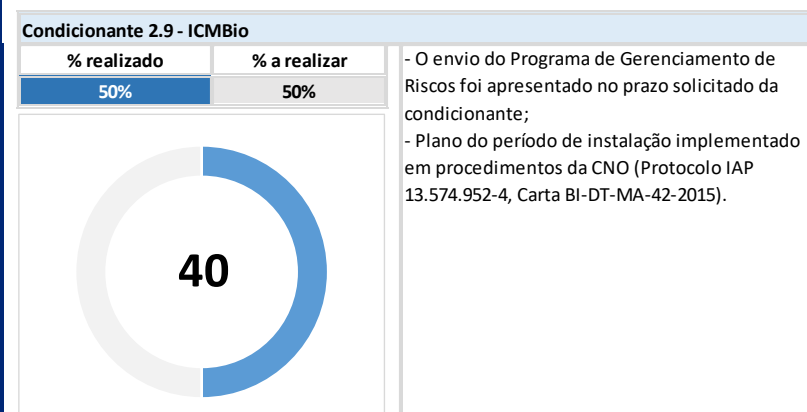 Condicionante 2.9 - ICMBio
% realizado % a realizar
50% 50%
- O envio do Programa de Gerenciamento de
Riscos foi apresentado no prazo solicitado da
condicionante;
- Plano do período de instalação implementado
em procedimentos da CNO (Protocolo IAP
13.574.952-4, Carta BI-DT-MA-42-2015).
40